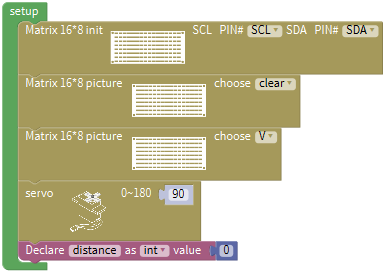 setup
Matrix 16*8 init SCL PIN# SCL SDA PIN# SDA
Matrix 16*8 picture choose clear
Matrix 16*8 picture choose V
servo 0~180 90
Declare distance as int value 0